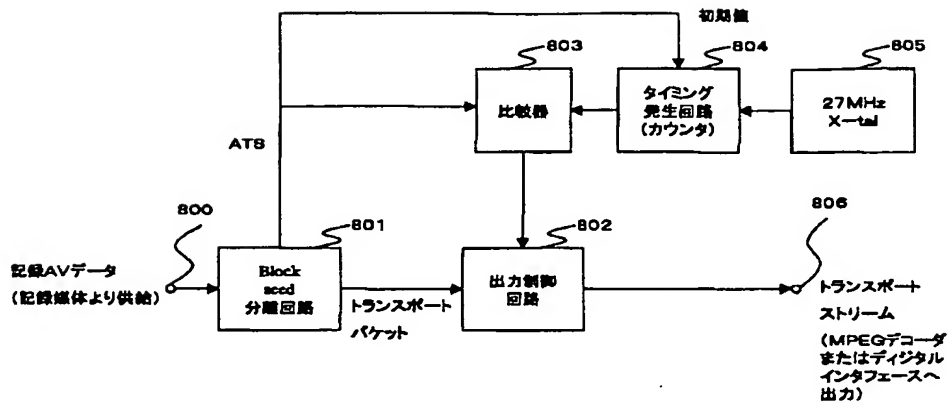 初期値
803
804
805
比較器
タイミング
発生回路
(カウンタ)
27MHz
X-tal
ATS
800
801
802
806
記録AVデータ
(記録媒体より供給)
Block
seed
分離回路
トランスポート
パケット
出力制御
回路
トランスポート
ストリーム
(MPEGデコーダ
またはディジタル
インタフェースへ
出力)